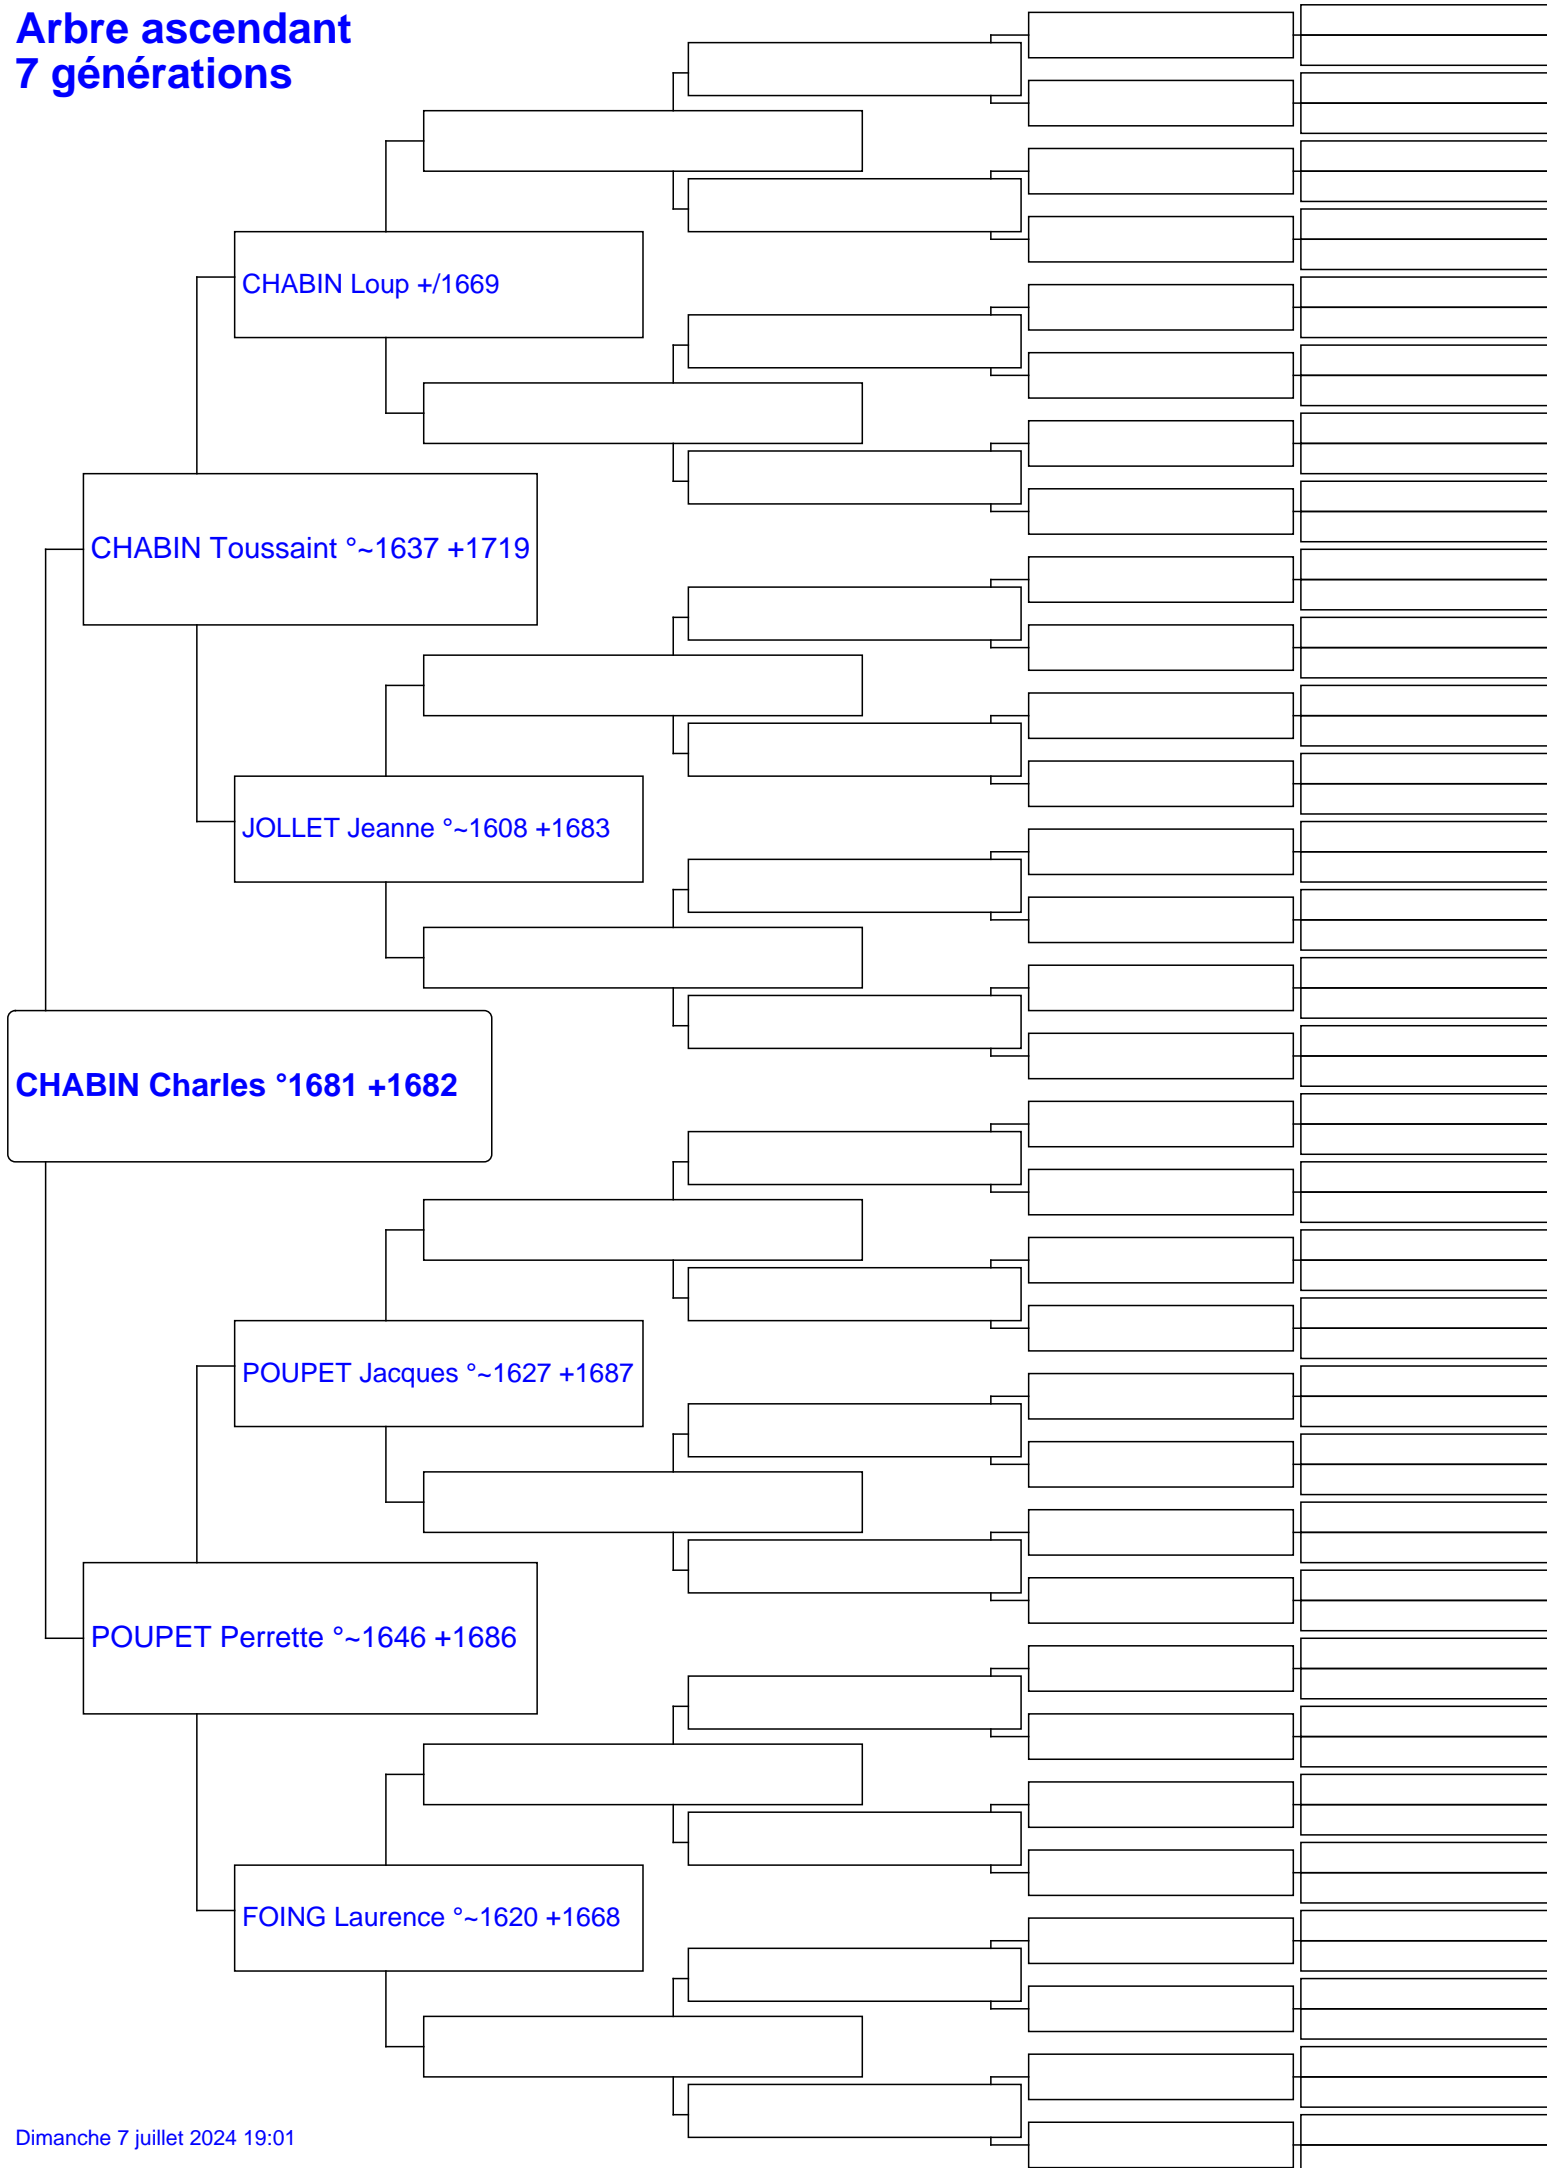 Arbre ascendant
7 générations
CHABIN Loup +/1669
CHABIN Toussaint °~1637 +1719
JOLLET Jeanne °~1608 +1683
CHABIN Charles °1681 +1682
POUPET Jacques °~1627 +1687
POUPET Perrette °~1646 +1686
FOING Laurence °~1620 +1668
Dimanche 7 juillet 2024 19:01